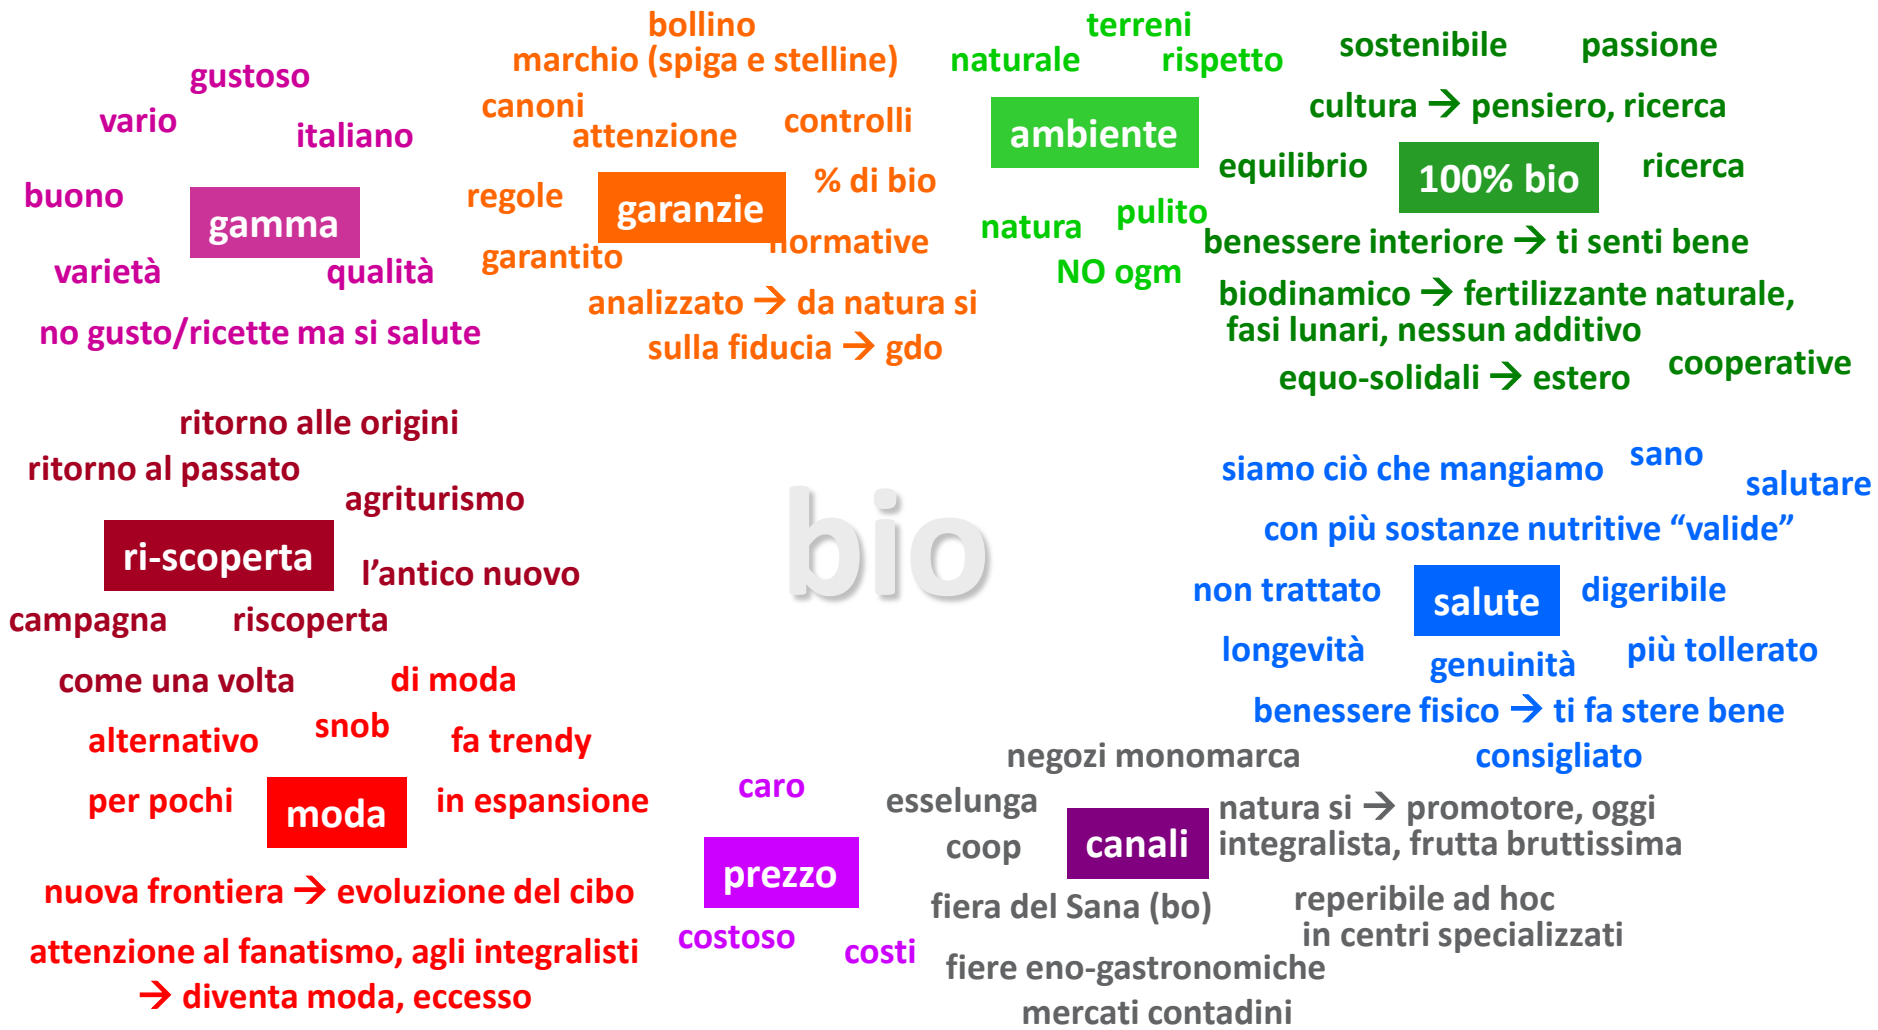 gustoso
vario
italiano
buono
gamma
varietà
qualità
no gusto/ricette ma si salute
bollino
marchio (spiga e stelline)
canoni
attenzione
controlli
regole
garanzie
% di bio
garantito
normative
analizzato → da natura si
sulla fiducia → gdo
terreni
naturale
rispetto
ambiente
natura
pulito
NO ogm
sostenibile
passione
cultura → pensiero, ricerca
equilibrio
100% bio
ricerca
benessere interiore → ti senti bene
biodinamico → fertilizzante naturale,
fasi lunari, nessun additivo
equo-solidali → estero
cooperative
ritorno alle origini
ritorno al passato
agriturismo
ri-scoperta
l’antico nuovo
campagna
riscoperta
come una volta
bio
siamo ciò che mangiamo
sano
salutare
con più sostanze nutritive “valide”
non trattato
salute
digeribile
longevità
genuinità
più tollerato
benessere fisico → ti fa stere bene
consigliato
di moda
alternativo
snob
fa trendy
per pochi
moda
in espansione
nuova frontiera → evoluzione del cibo
attenzione al fanatismo, agli integralisti
→ diventa moda, eccesso
caro
prezzo
costoso
costi
negozi monomarca
esselunga
coop
canali
natura si → promotore, oggi
integralista, frutta bruttissima
fiera del Sana (bo)
reperibile ad hoc
in centri specializzati
fiere eno-gastronomiche
mercati contadini